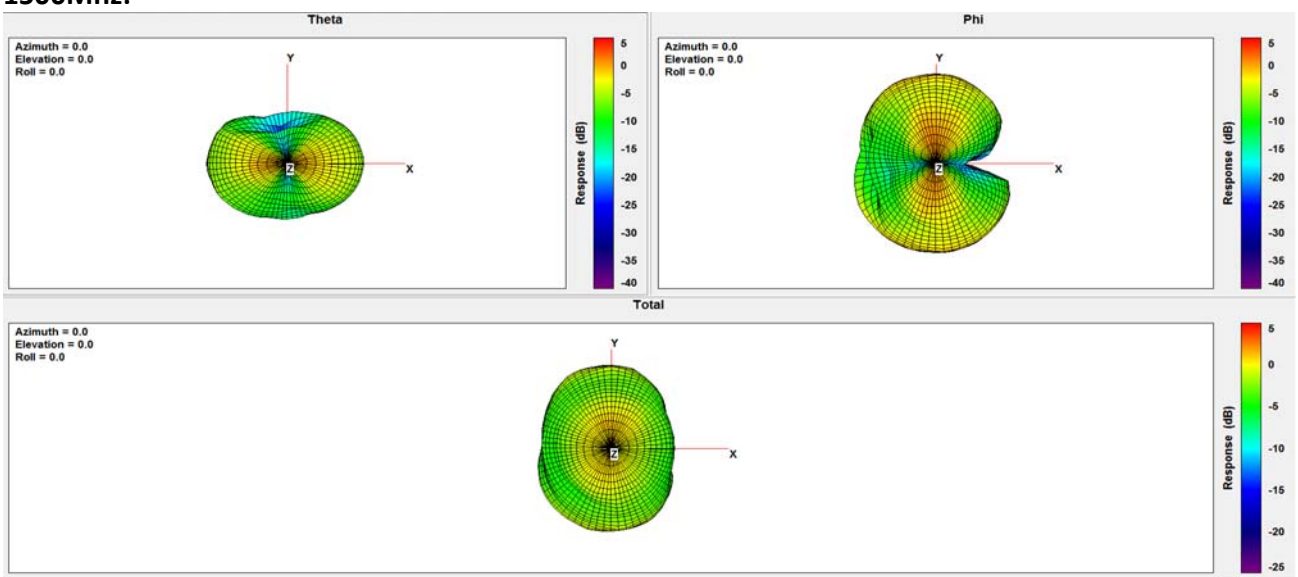 Theta
Azimuth = 0.0
Elevation = 0.0
Roll = 0.0
Y
X
Z
5
0
-5
-10
-15
-20
-25
-30
-35
-40
Response (dB)
Phi
Azimuth = 0.0
Elevation = 0.0
Roll = 0.0
Y
X
Z
5
0
-5
-10
-15
-20
-25
-30
-35
-40
Response (dB)
Total
Azimuth = 0.0
Elevation = 0.0
Roll = 0.0
Y
X
Z
5
0
-5
-10
-15
-20
-25
Response (dB)